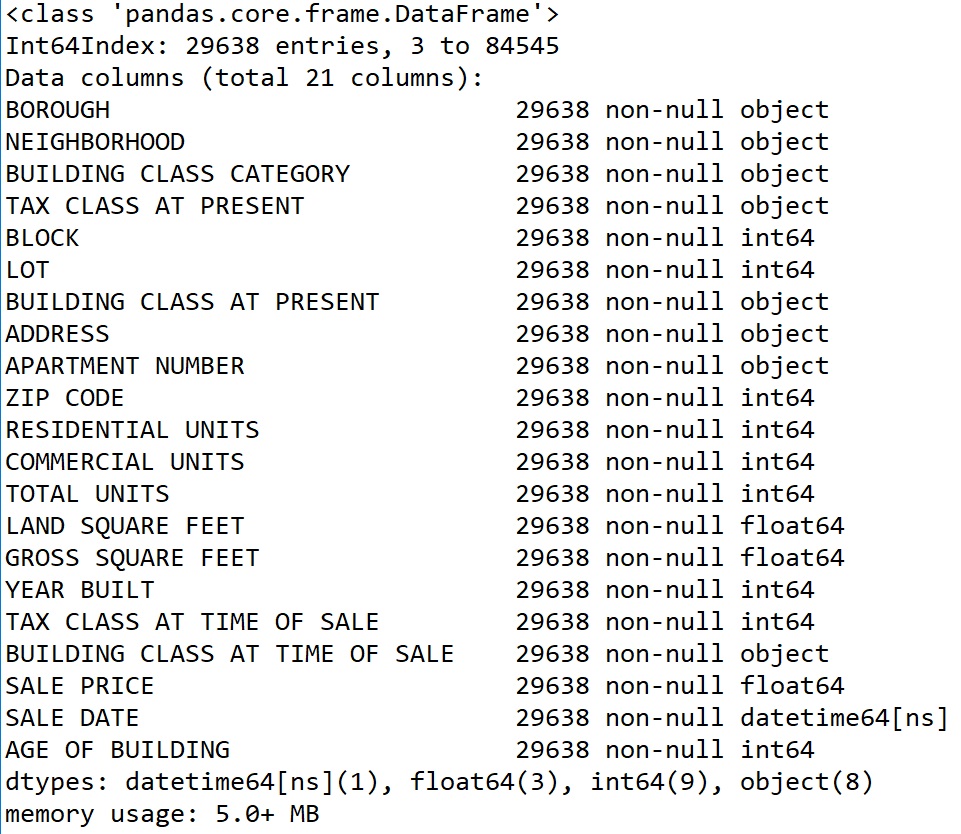 <class 'pandas.core.frame.DataFrame'>
Int64Index: 29638 entries, 3 to 84545
Data columns (total 21 columns):
BOROUGH                           29638 non-null object
NEIGHBORHOOD                      29638 non-null object
BUILDING CLASS CATEGORY           29638 non-null object
TAX CLASS AT PRESENT              29638 non-null object
BLOCK                             29638 non-null int64
LOT                               29638 non-null int64
BUILDING CLASS AT PRESENT         29638 non-null object
ADDRESS                           29638 non-null object
APARTMENT NUMBER                  29638 non-null object
ZIP CODE                          29638 non-null int64
RESIDENTIAL UNITS                 29638 non-null int64
COMMERCIAL UNITS                  29638 non-null int64
TOTAL UNITS                       29638 non-null int64
LAND SQUARE FEET                  29638 non-null float64
GROSS SQUARE FEET                 29638 non-null float64
YEAR BUILT                        29638 non-null int64
TAX CLASS AT TIME OF SALE         29638 non-null int64
BUILDING CLASS AT TIME OF SALE    29638 non-null object
SALE PRICE                        29638 non-null float64
SALE DATE                         29638 non-null datetime64[ns]
AGE OF BUILDING                   29638 non-null int64
dtypes: datetime64[ns](1), float64(3), int64(9), object(8)
memory usage: 5.0+ MB